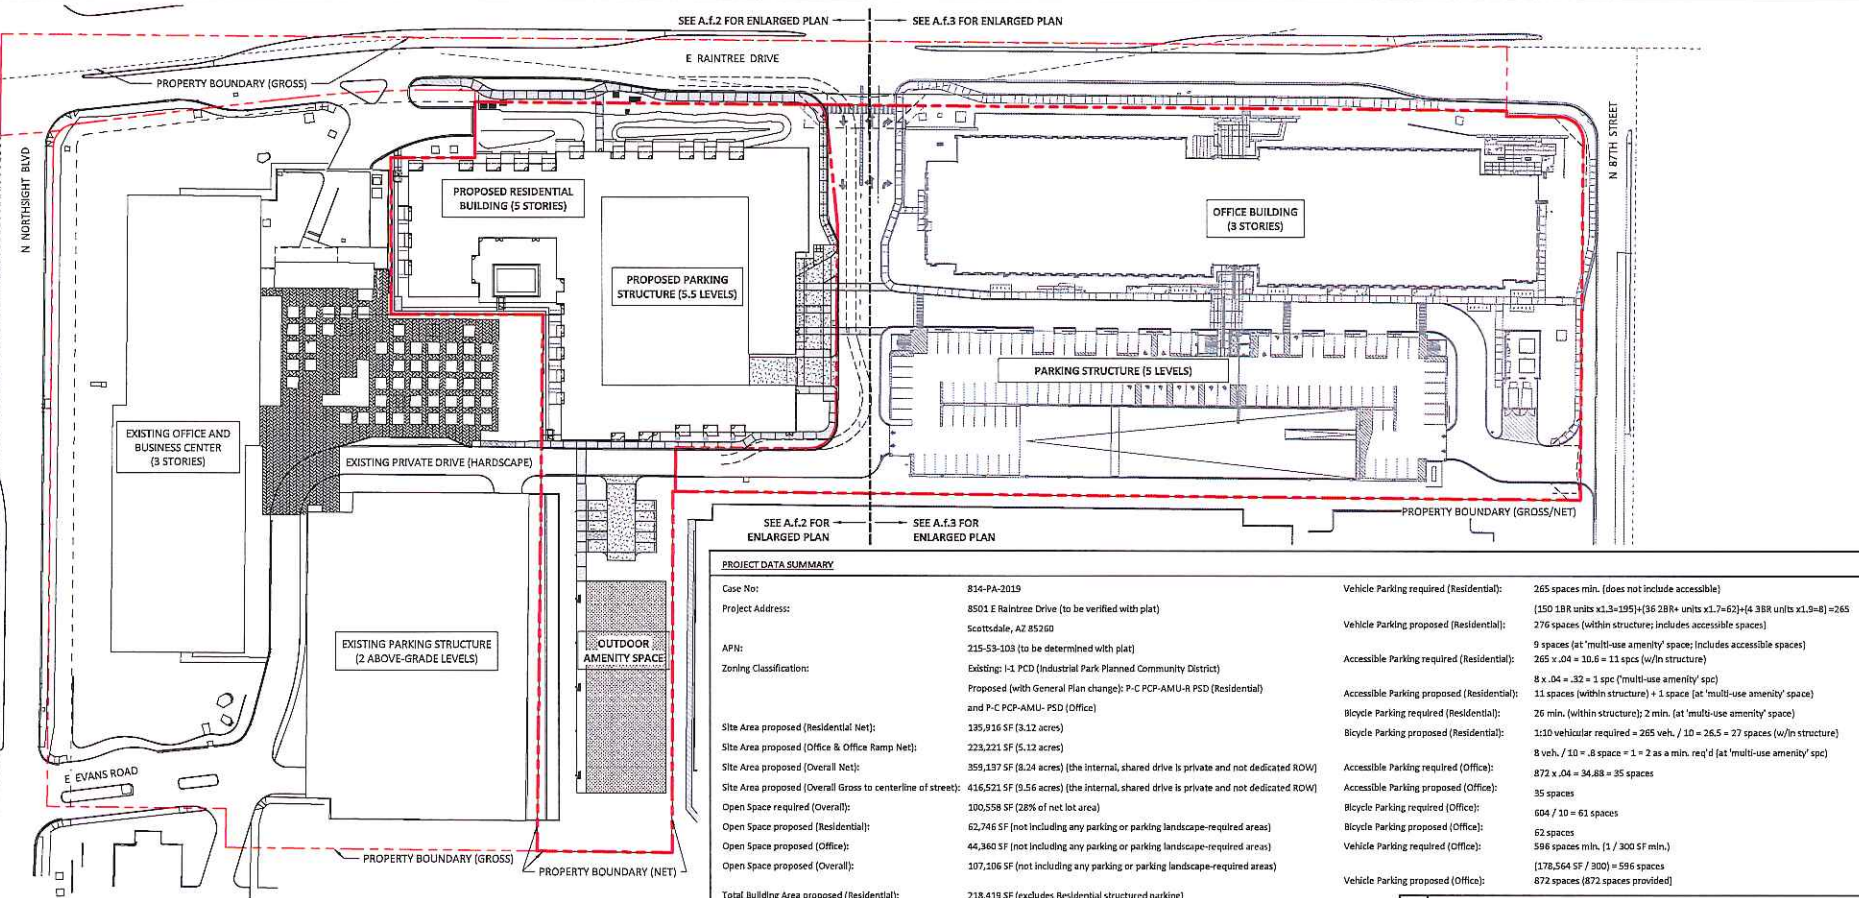 SEE A.f.2 FOR ENLARGED PLAN
SEE A.f.3 FOR ENLARGED PLAN
E RAINTREE DRIVE
PROPERTY BOUNDARY (GROSS)
N NORTHSIGHT BLVD
N 87TH STREET
PROPOSED RESIDENTIAL
BUILDING (5 STORIES)
OFFICE BUILDING
(3 STORIES)
PROPOSED PARKING
STRUCTURE (5.5 LEVELS)
PARKING STRUCTURE (5 LEVELS)
EXISTING OFFICE AND
BUSINESS CENTER
(3 STORIES)
EXISTING PRIVATE DRIVE (HARDSCAPE)
PROPERTY BOUNDARY (GROSS/NET)
SEE A.f.2 FOR
ENLARGED PLAN
SEE A.f.3 FOR
ENLARGED PLAN
EXISTING PARKING STRUCTURE
(2 ABOVE-GRADE LEVELS)
OUTDOOR
AMENITY SPACE
E EVANS ROAD
PROPERTY BOUNDARY (GROSS)
PROPERTY BOUNDARY (NET)
PROJECT DATA SUMMARY
Case No: 814-PA-2019
Project Address: 8501 E Raintree Drive (to be verified with plat)
Scottsdale, AZ 85260
APN: 215-53-103 (to be determined with plat)
Zoning Classification: Existing: I-1 PCD (Industrial Park Planned Community District)
Proposed (with General Plan change): P-C PCP-AMU-R PSD (Residential)
and P-C PCP-AMU- PSD (Office)
Site Area proposed (Residential Net): 135,916 SF (3.12 acres)
Site Area proposed (Office & Office Ramp Net): 223,221 SF (5.12 acres)
Site Area proposed (Overall Net): 359,137 SF (8.24 acres) (the internal, shared drive is private and not dedicated ROW)
Site Area proposed (Overall Gross to centerline of street): 416,521 SF (9.56 acres) (the internal, shared drive is private and not dedicated ROW)
Open Space required (Overall): 100,558 SF (28% of net lot area)
Open Space proposed (Residential): 62,746 SF (not including any parking or parking landscape-required areas)
Open Space proposed (Office): 44,360 SF (not including any parking or parking landscape-required areas)
Open Space proposed (Overall): 107,106 SF (not including any parking or parking landscape-required areas)
Total Building Area proposed (Residential): 218,419 SF (excludes Residential structured parking)
Vehicle Parking required (Residential): 265 spaces min. (does not include accessible)
(150 1BR units x1.3=195)+(36 2BR+ units x1.7=62)+(4 3BR units x1.9=8) =265
Vehicle Parking proposed (Residential): 276 spaces (within structure; includes accessible spaces)
9 spaces (at 'multi-use amenity' space; includes accessible spaces)
Accessible Parking required (Residential): 265 x .04 = 10.6 = 11 spcs (w/in structure)
8 x .04 = .32 = 1 spc ('multi-use amenity' spc)
Accessible Parking proposed (Residential): 11 spaces (within structure) + 1 space (at 'multi-use amenity' space)
Bicycle Parking required (Residential): 26 min. (within structure); 2 min. (at 'multi-use amenity' space)
Bicycle Parking proposed (Residential): 1:10 vehicular required = 265 veh. / 10 = 26.5 = 27 spaces (w/in structure)
8 veh. / 10 = .8 space = 1 = 2 as a min. req'd (at 'multi-use amenity' spc)
Accessible Parking required (Office): 872 x .04 = 34.88 = 35 spaces
Accessible Parking proposed (Office): 35 spaces
Bicycle Parking required (Office): 604 / 10 = 61 spaces
Bicycle Parking proposed (Office): 62 spaces
Vehicle Parking required (Office): 596 spaces min. (1 / 300 SF min.)
(178,564 SF / 300) = 596 spaces
Vehicle Parking proposed (Office): 872 spaces (872 spaces provided)